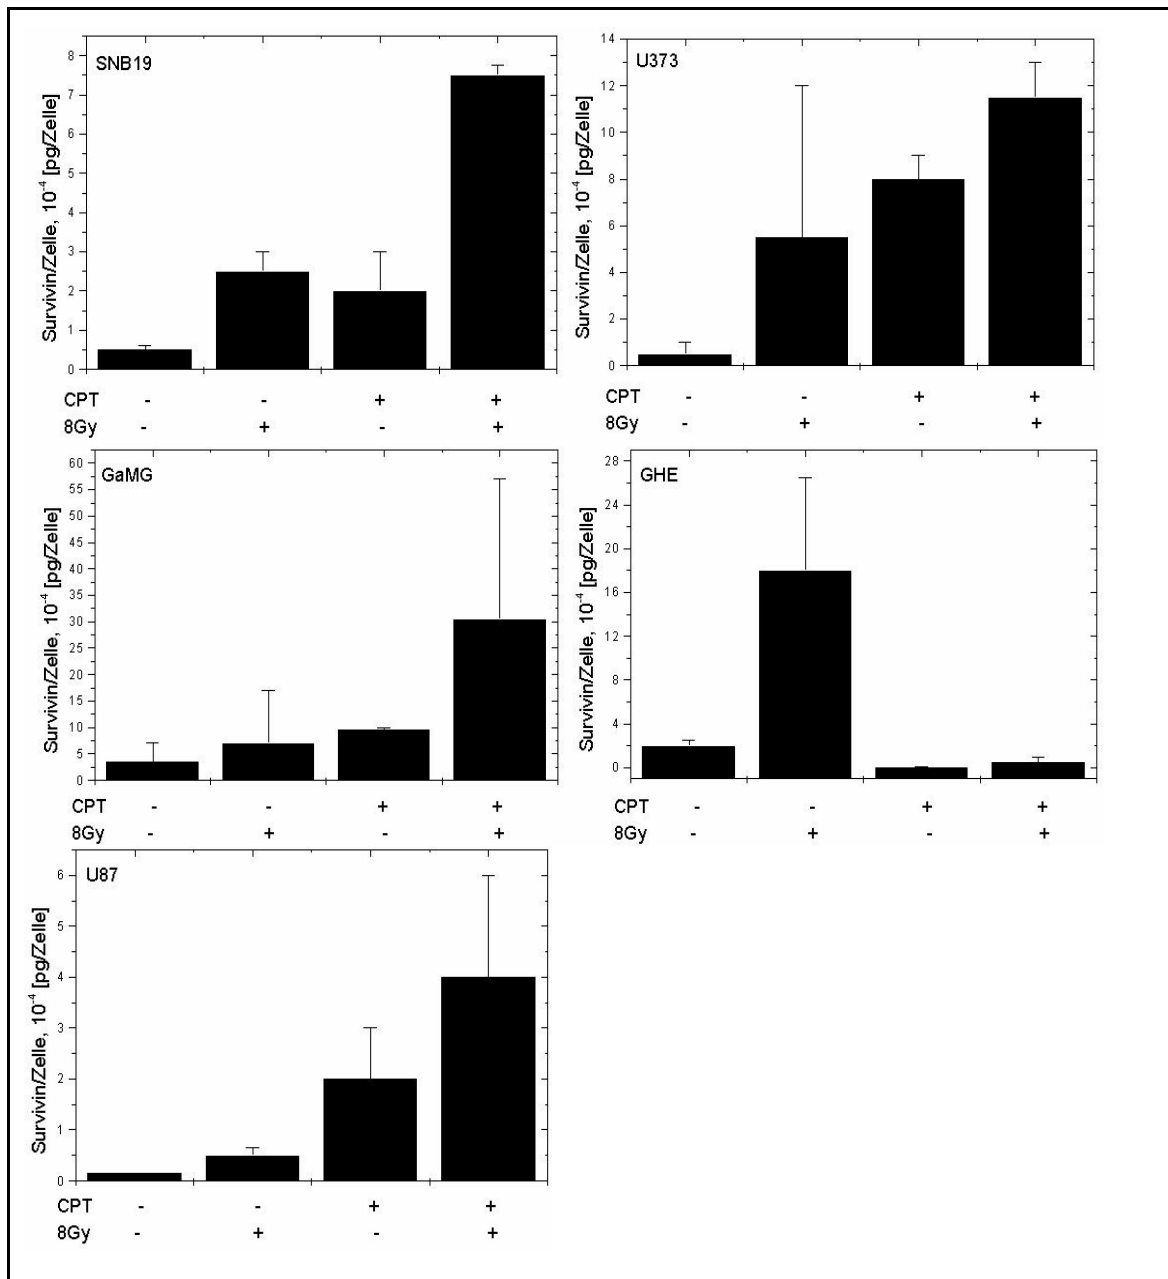 SNB19
Survivin/Zelle, 10⁻⁴ [pg/Zelle]
8
7
6
5
4
3
2
1
0
CPT - - + +
8Gy - + - +
U373
Survivin/Zelle, 10⁻⁴ [pg/Zelle]
14
12
10
8
6
4
2
0
CPT - - + +
8Gy - + - +
GaMG
Survivin/Zelle, 10⁻⁴ [pg/Zelle]
60
55
50
45
40
35
30
25
20
15
10
5
0
CPT - - + +
8Gy - + - +
GHE
Survivin/Zelle, 10⁻⁴ [pg/Zelle]
28
24
20
16
12
8
4
0
CPT - - + +
8Gy - + - +
U87
Survivin/Zelle, 10⁻⁴ [pg/Zelle]
6
5
4
3
2
1
0
CPT - - + +
8Gy - + - +